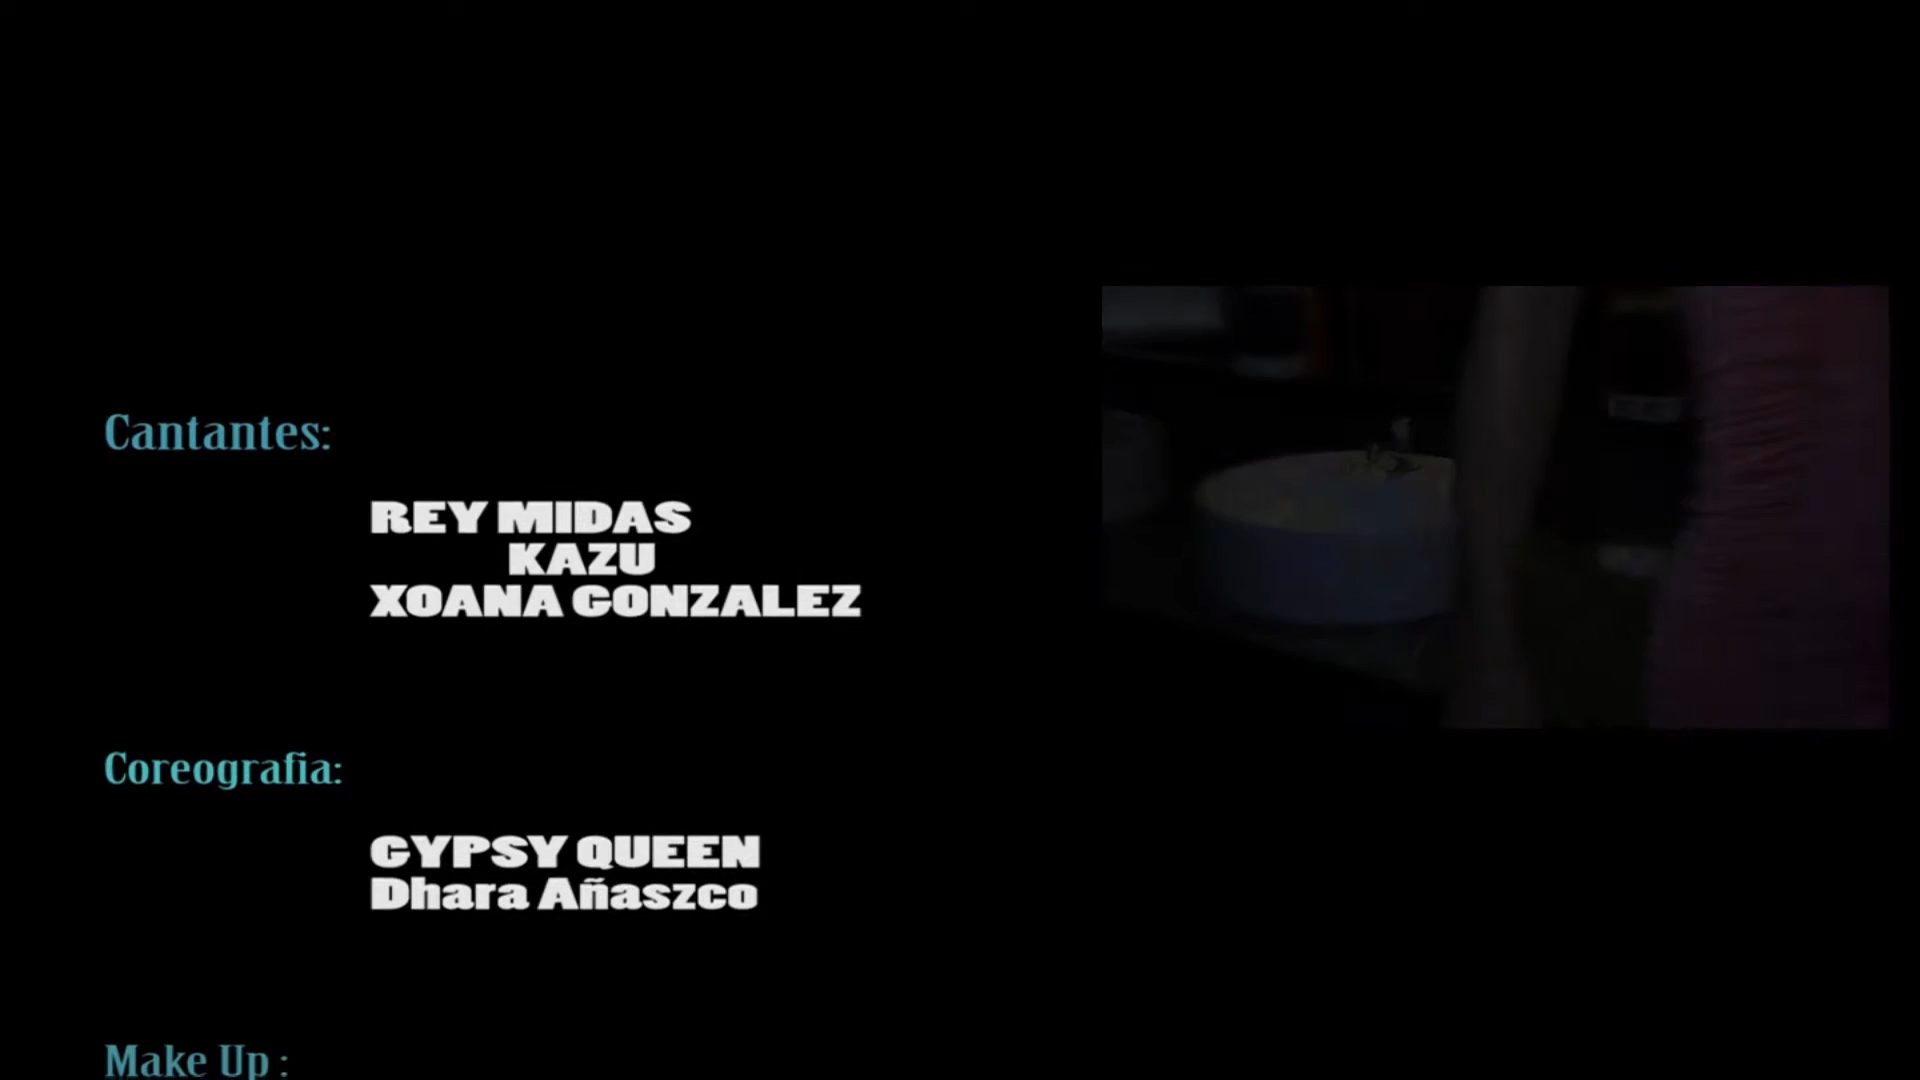 Cantantes:
REY MIDAS
KAZU
XOANA GONZALEZ
Coreografia:
GYPSY QUEEN
Dhara Añaszco
Make Up :